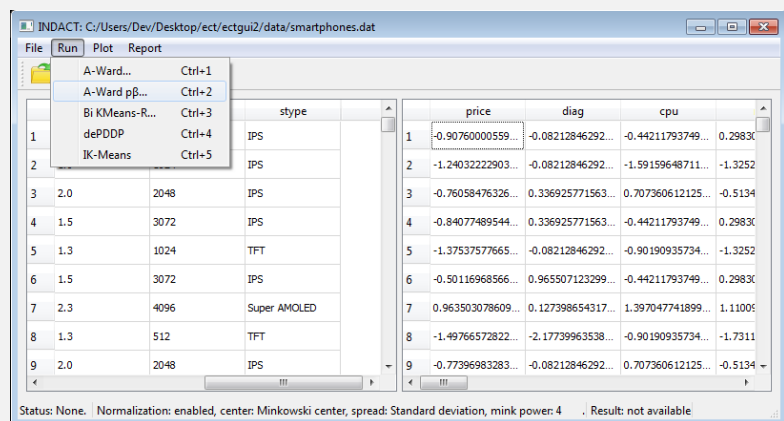 INDACT: C:/Users/Dev/Desktop/ect/ectgui2/data/smartphones.dat
File Run Plot Report
A-Ward... Ctrl+1
A-Ward pβ... Ctrl+2
Bi KMeans-R... Ctrl+3
dePDDP Ctrl+4
IK-Means Ctrl+5
stype
price diag cpu
1 IPS
1 -0.90760000559... -0.08212846292... -0.44211793749... 0.29830
2 IPS
2 -1.24032222903... -0.08212846292... -1.59159648711... -1.3252
3 2.0 2048 IPS
3 -0.76058476326... 0.336925771563... 0.707360612125... -0.5134
4 1.5 3072 IPS
4 -0.84077489544... 0.336925771563... -0.44211793749... 0.29830
5 1.3 1024 TFT
5 -1.37537577665... -0.08212846292... -0.90190935734... -1.3252
6 1.5 3072 IPS
6 -0.50116968566... 0.965507123299... -0.44211793749... 0.29830
7 2.3 4096 Super AMOLED
7 0.963503078609... 0.127398654317... 1.397047741899... 1.11009
8 1.3 512 TFT
8 -1.49766572822... -2.17739963538... -0.90190935734... -1.7311
9 2.0 2048 IPS
9 -0.77396983283... -0.08212846292... 0.707360612125... -0.5134
Status: None. Normalization: enabled, center: Minkowski center, spread: Standard deviation, mink power: 4 . Result: not available